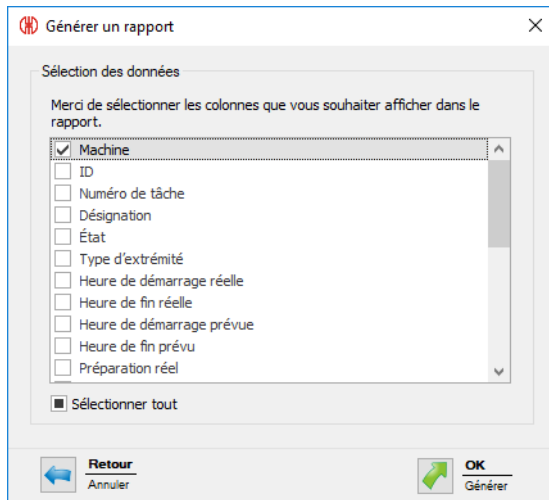 Générer un rapport
Sélection des données
Merci de sélectionner les colonnes que vous souhaiter afficher dans le
rapport.
Machine
ID
Numéro de tâche
Désignation
État
Type d'extrémité
Heure de démarrage réelle
Heure de fin réelle
Heure de démarrage prévue
Heure de fin prévu
Préparation réel
Sélectionner tout
Retour
Annuler
OK
Générer